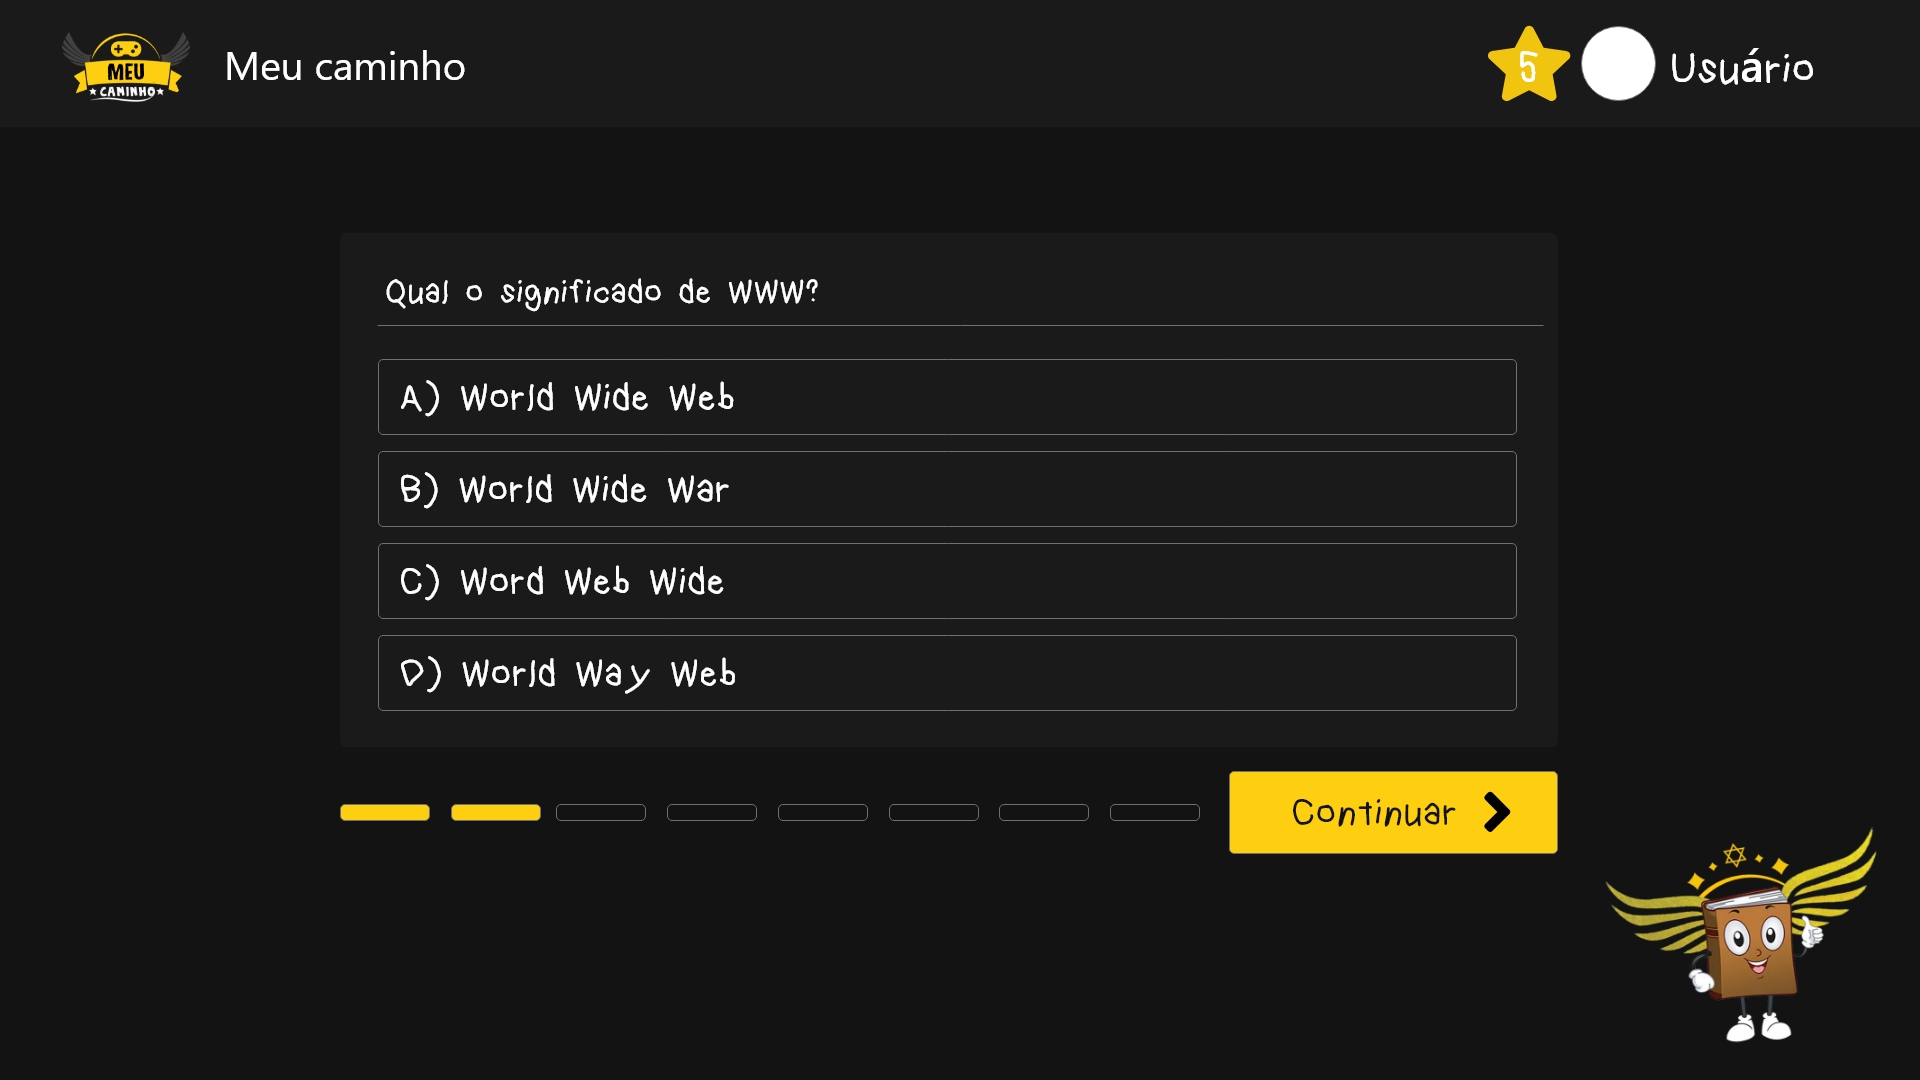 MEU
CAMINHO
Meu caminho
5
Usuário
Qual o significado de WWW?
A) World Wide Web
B) World Wide War
C) Word Web Wide
D) World Way Web
Continuar